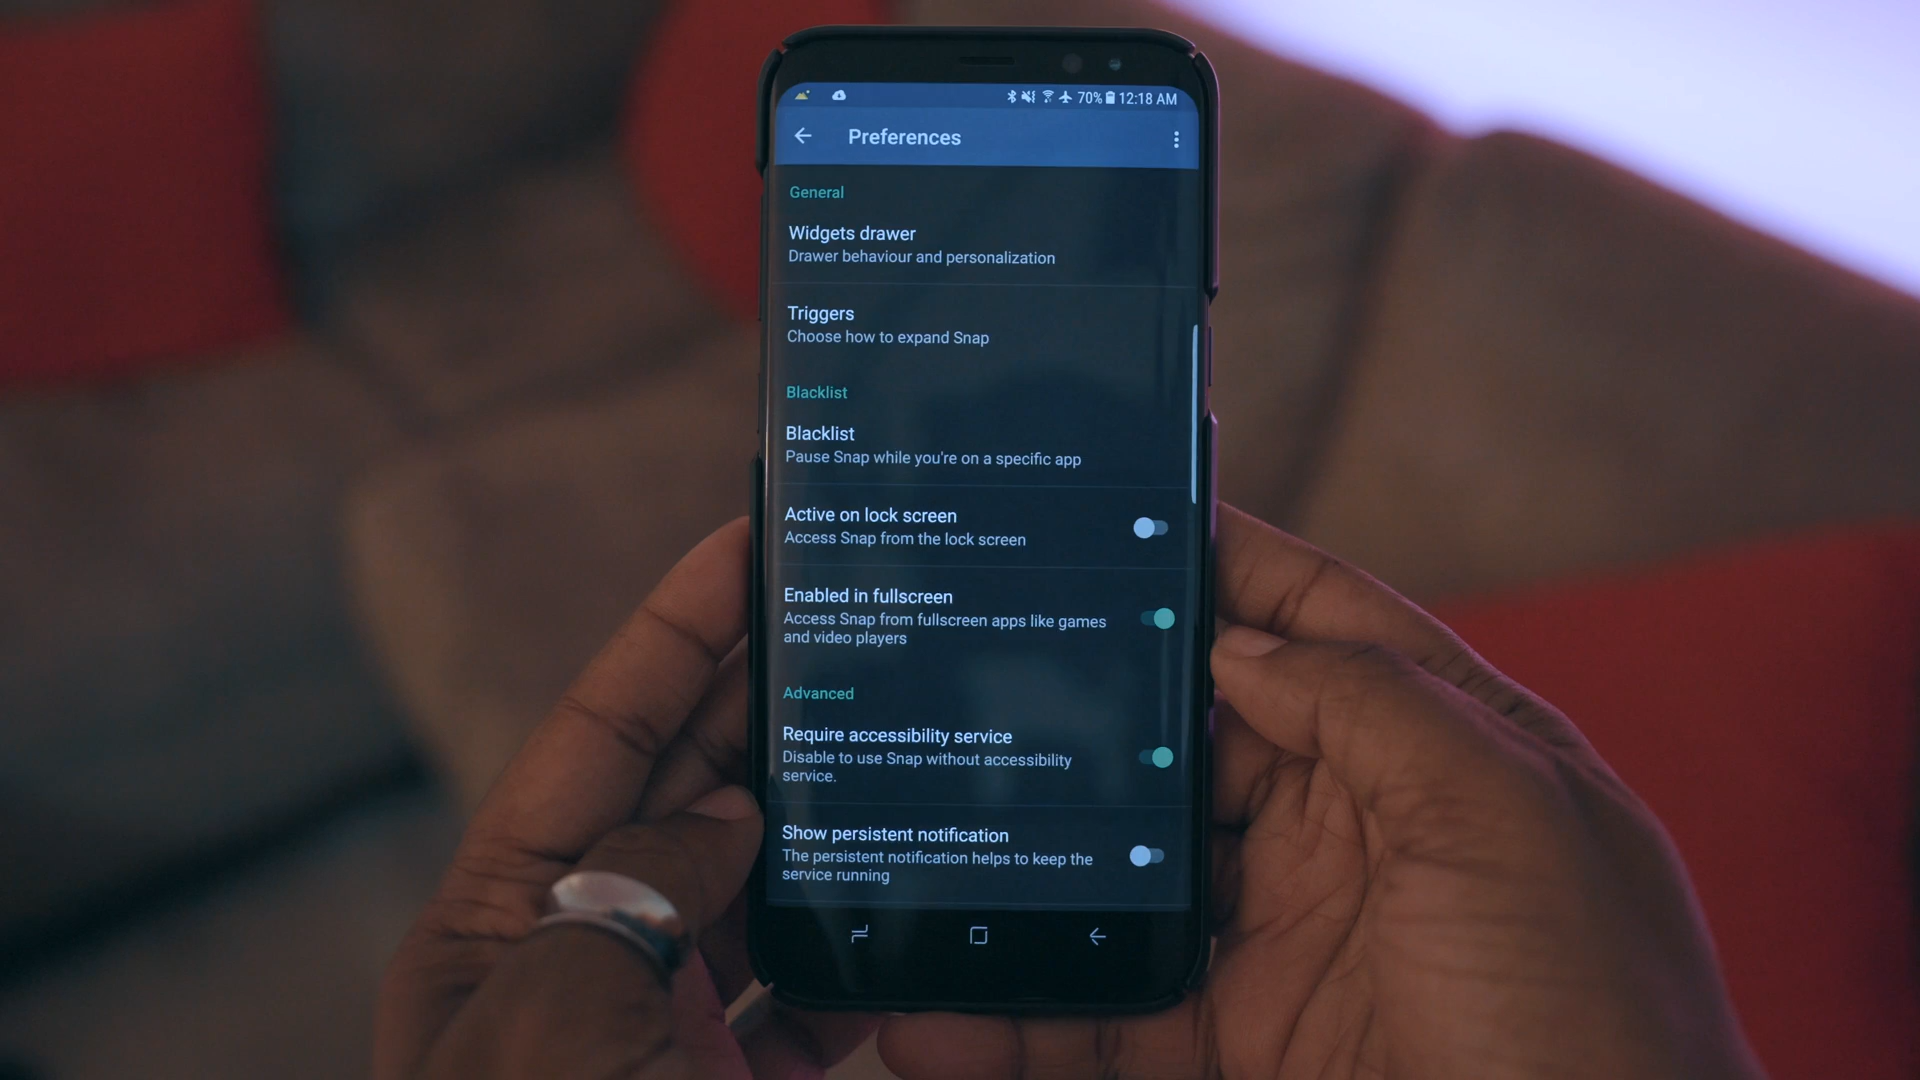 70% 12:18 AM
Preferences
General
Widgets drawer
Drawer behaviour and personalization
Triggers
Choose how to expand Snap
Blacklist
Blacklist
Pause Snap while you're on a specific app
Active on lock screen
Access Snap from the lock screen
Enabled in fullscreen
Access Snap from fullscreen apps like games
and video players
Advanced
Require accessibility service
Disable to use Snap without accessibility
service.
Show persistent notification
The persistent notification helps to keep the
service running